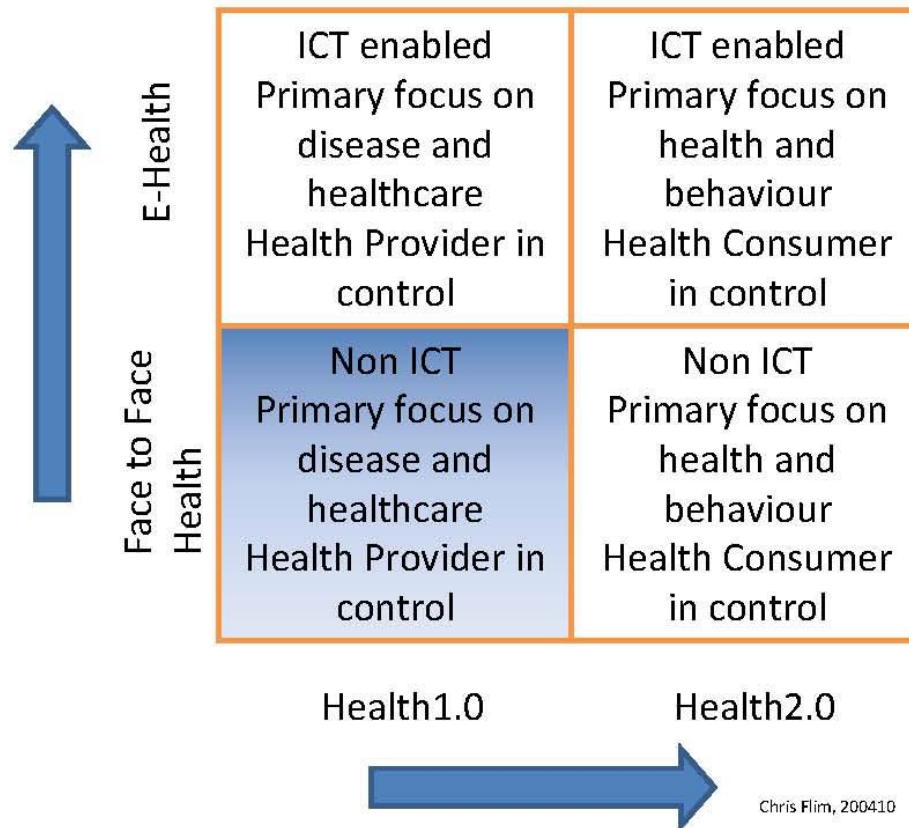 E-Health
ICT enabled
Primary focus on
disease and
healthcare
Health Provider in
control
ICT enabled
Primary focus on
health and
behaviour
Health Consumer
in control
Face to Face
Health
Non ICT
Primary focus on
disease and
healthcare
Health Provider in
control
Non ICT
Primary focus on
health and
behaviour
Health Consumer
in control
Health1.0
Health2.0
Chris Flim, 200410